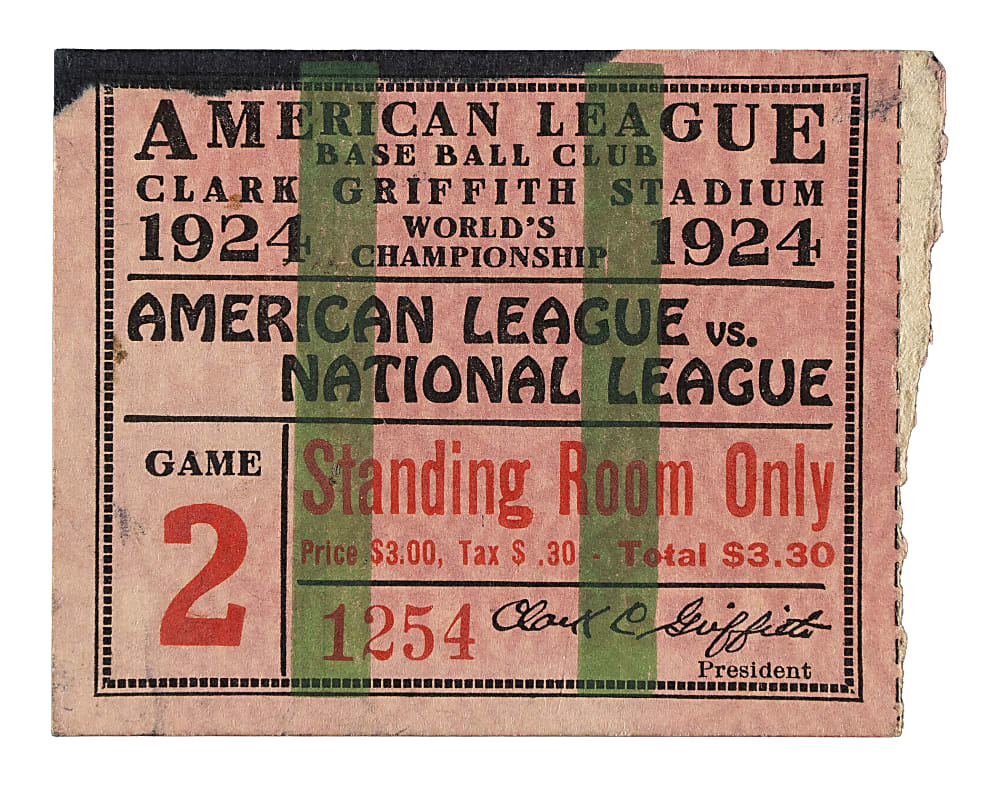 AMERICAN LEAGUE
BASE BALL CLUB
CLARK GRIFFITH STADIUM
1924 WORLD'S CHAMPIONSHIP 1924
AMERICAN LEAGUE vs.
NATIONAL LEAGUE
GAME
2
Standing Room Only
Price $3.00, Tax $ .30 - Total $3.30
1254
Clark C Griffith
President